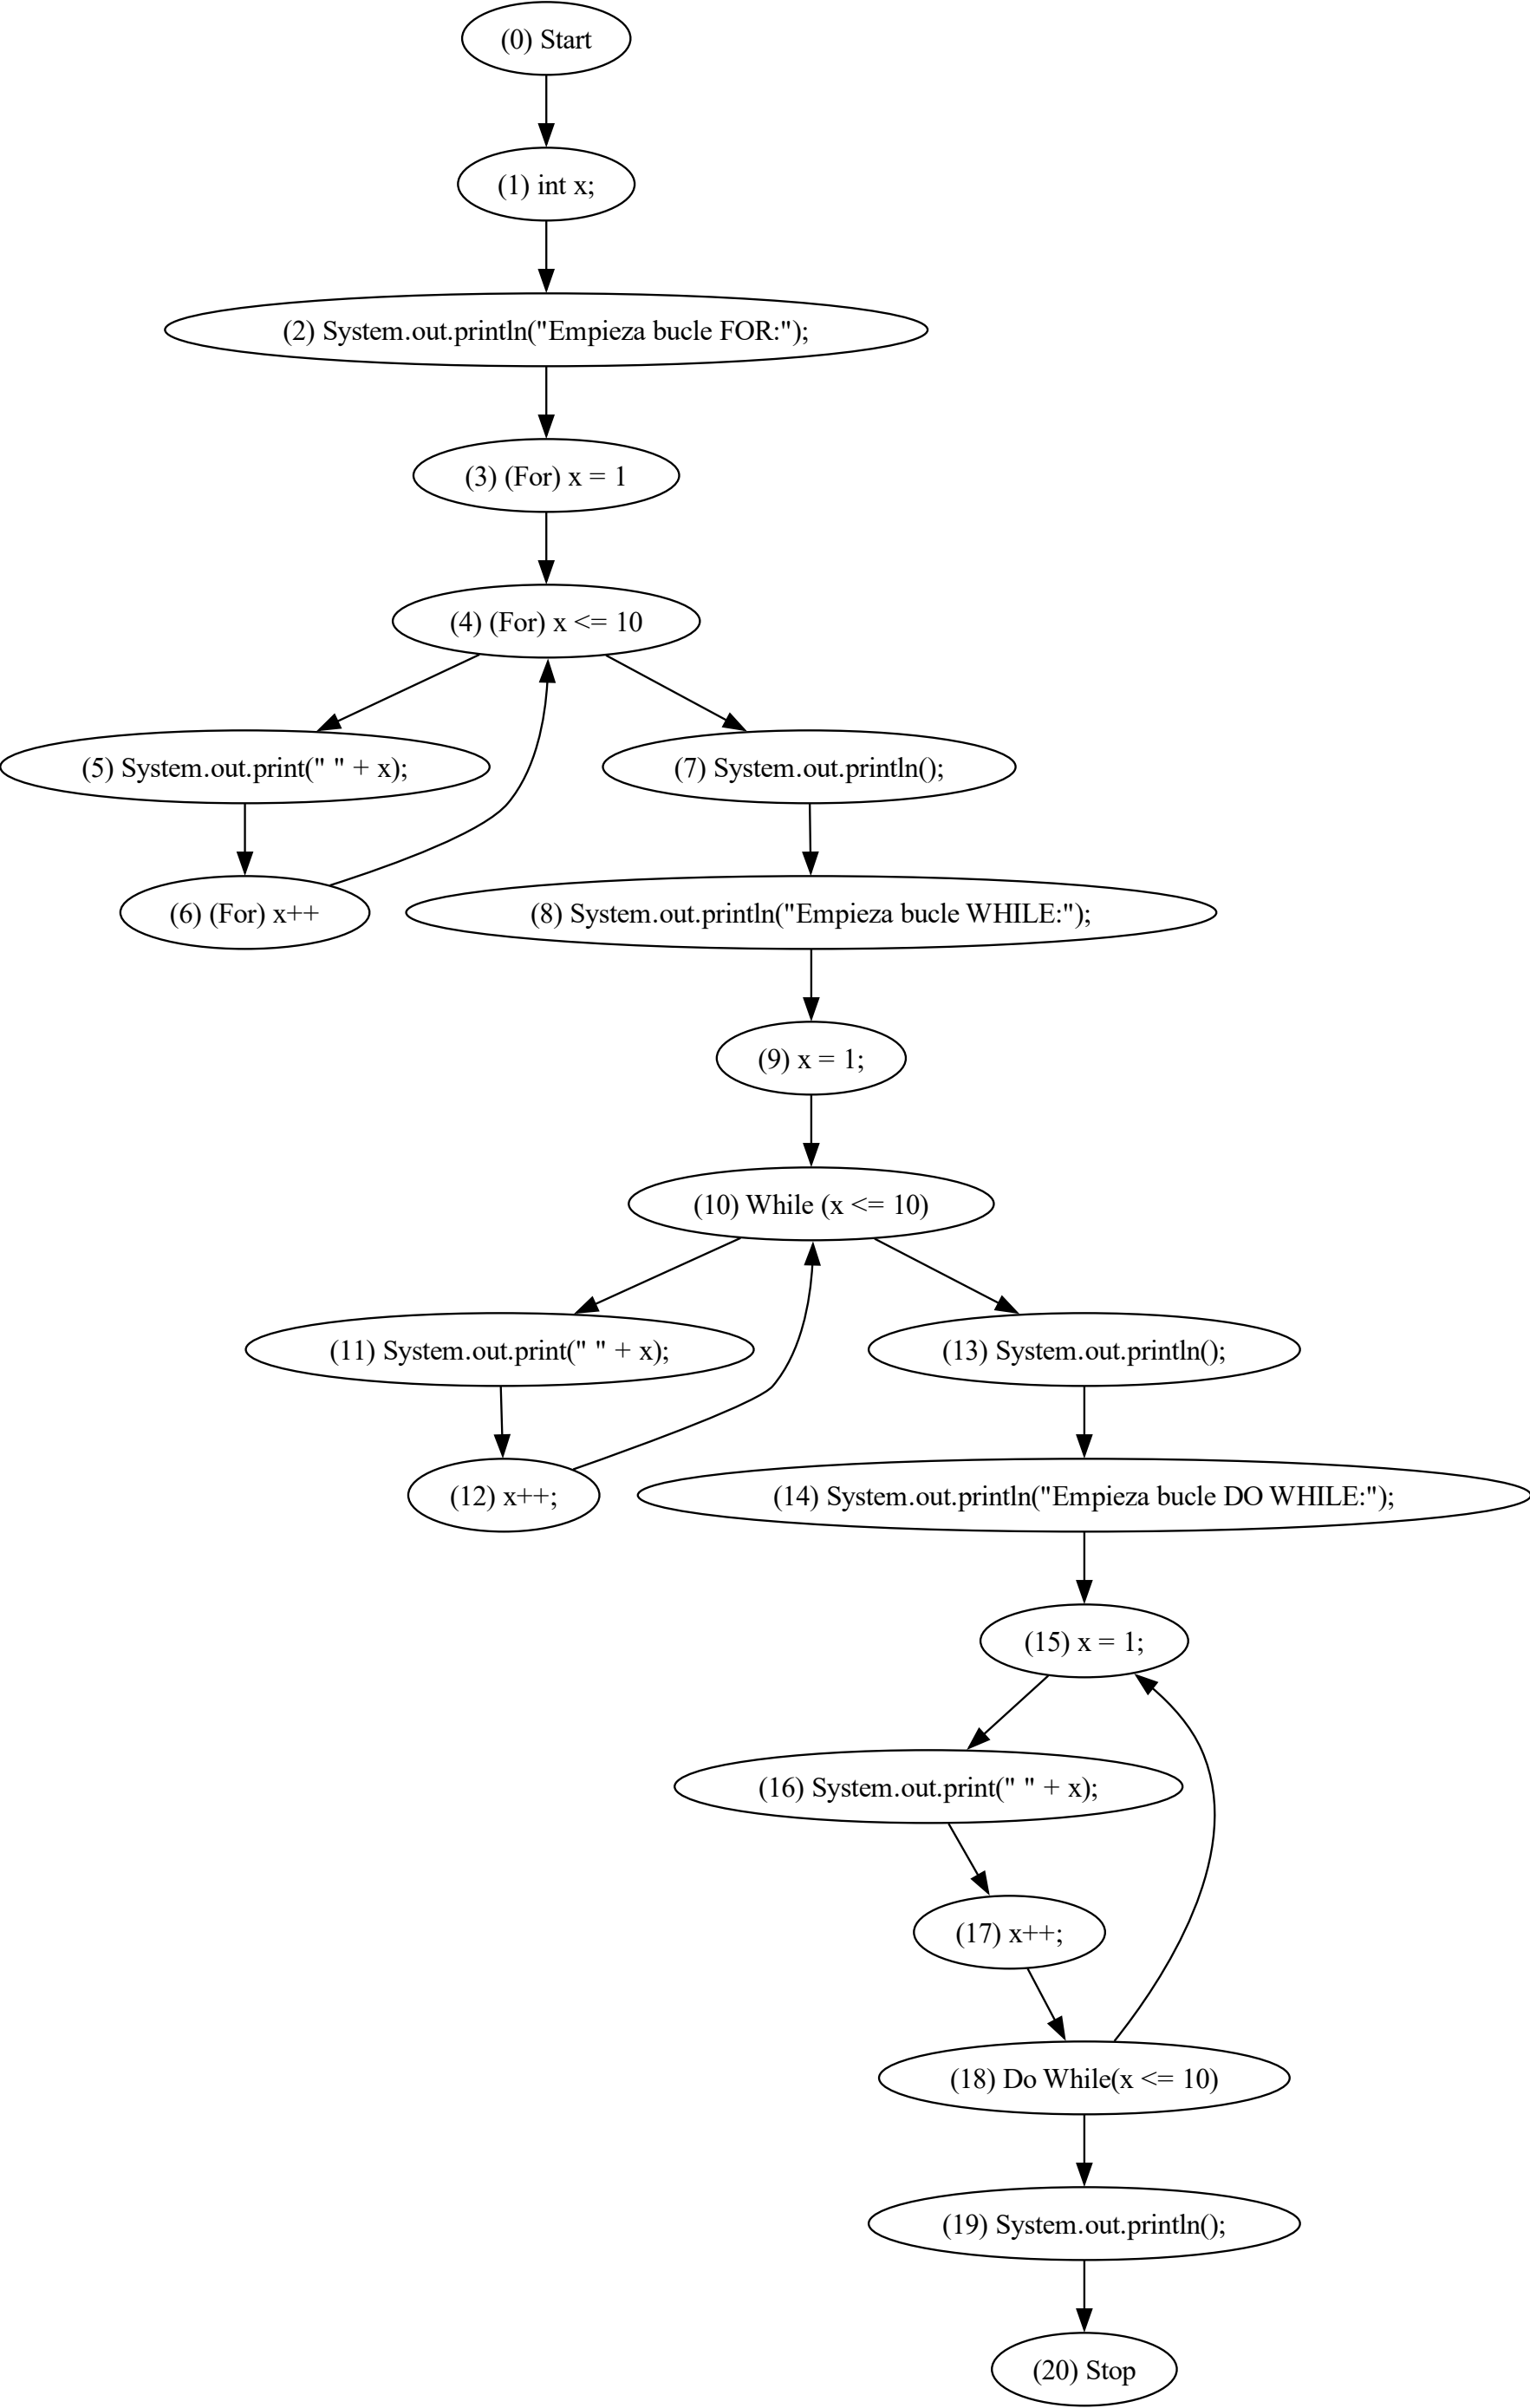 (0) Start
(1) int x;
(2) System.out.println("Empieza bucle FOR:");
(3) (For) x = 1
(4) (For) x <= 10
(5) System.out.print(" " + x);
(7) System.out.println();
(6) (For) x++
(8) System.out.println("Empieza bucle WHILE:");
(9) x = 1;
(10) While (x <= 10)
(11) System.out.print(" " + x);
(13) System.out.println();
(12) x++;
(14) System.out.println("Empieza bucle DO WHILE:");
(15) x = 1;
(16) System.out.print(" " + x);
(17) x++;
(18) Do While(x <= 10)
(19) System.out.println();
(20) Stop